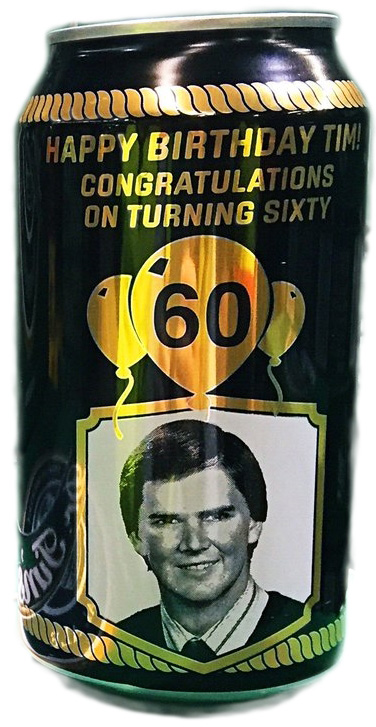 HAPPY BIRTHDAY TIM!
CONGRATULATIONS
ON TURNING SIXTY
60